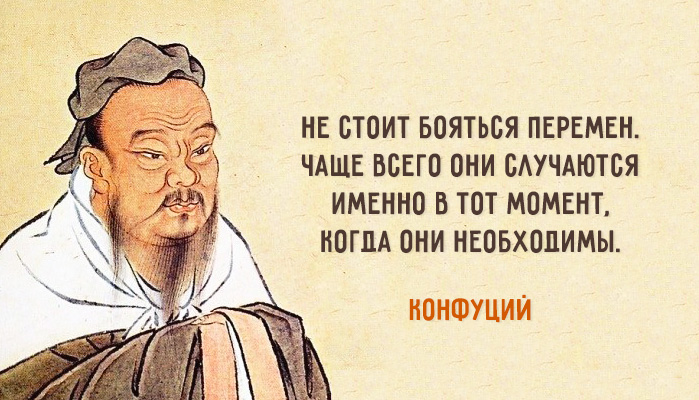 НЕ СТОИТ БОЯТЬСЯ ПЕРЕМЕН.
ЧАЩЕ ВСЕГО ОНИ СЛУЧАЮТСЯ
ИМЕННО В ТОТ МОМЕНТ,
КОГДА ОНИ НЕОБХОДИМЫ.
КОНФУЦИЙ